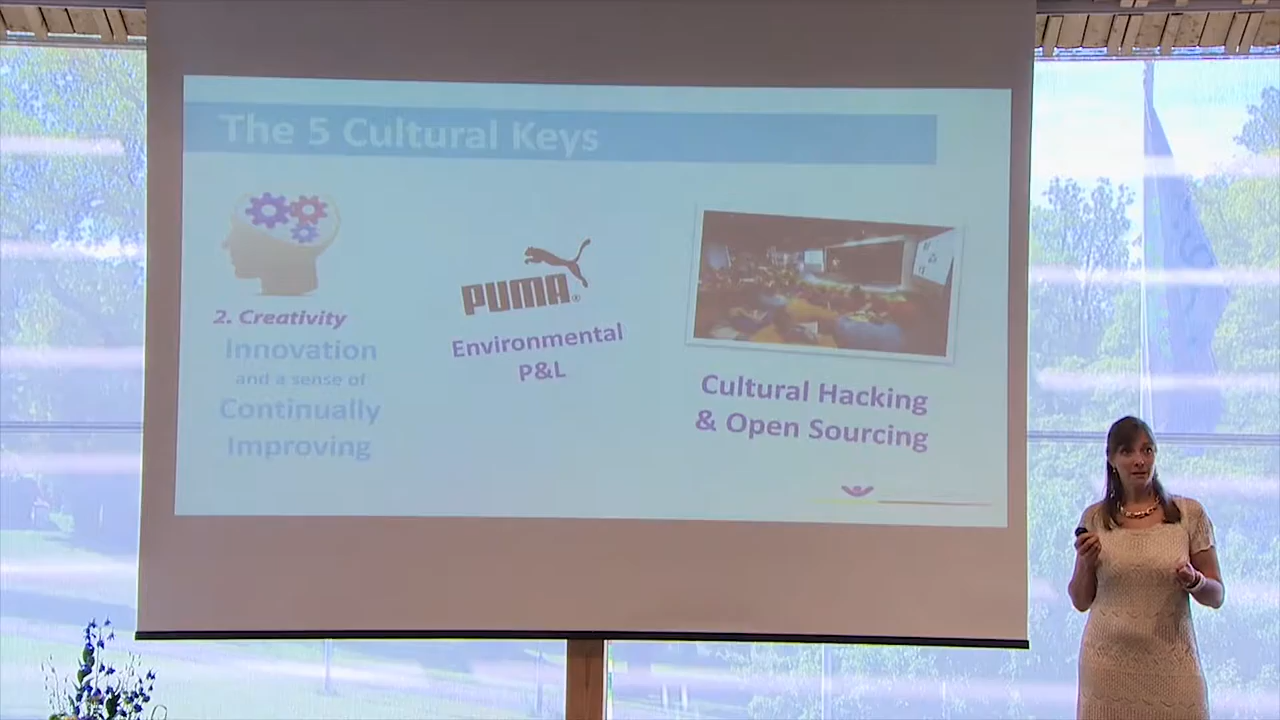 The 5 Cultural Keys
2. Creativity
Innovation
and a sense of
Continually
Improving
PUMA®
Environmental
P&L
Cultural Hacking
& Open Sourcing